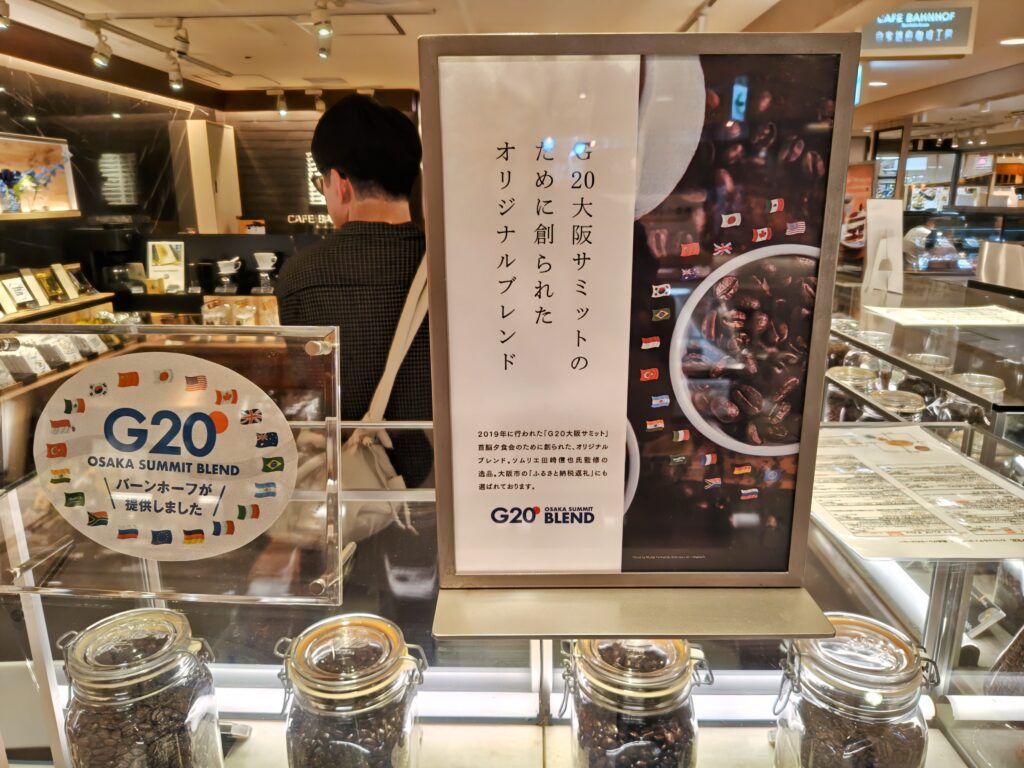 CAFE BAHNHOF
CAFE BA
G20大阪サミットの
ために創られた
オリジナルブレンド
2019年に行われた「G20大阪サミット」
首脳夕食会のために創られた、オリジナル
ブレンド。ソムリエ田崎信也氏監修の
逸品。大阪市の「ふるさと納税返礼」にも
選ばれております。
G20 OSAKA SUMMIT
BLEND
G20
OSAKA SUMMIT BLEND
バーンホーフが
提供しました